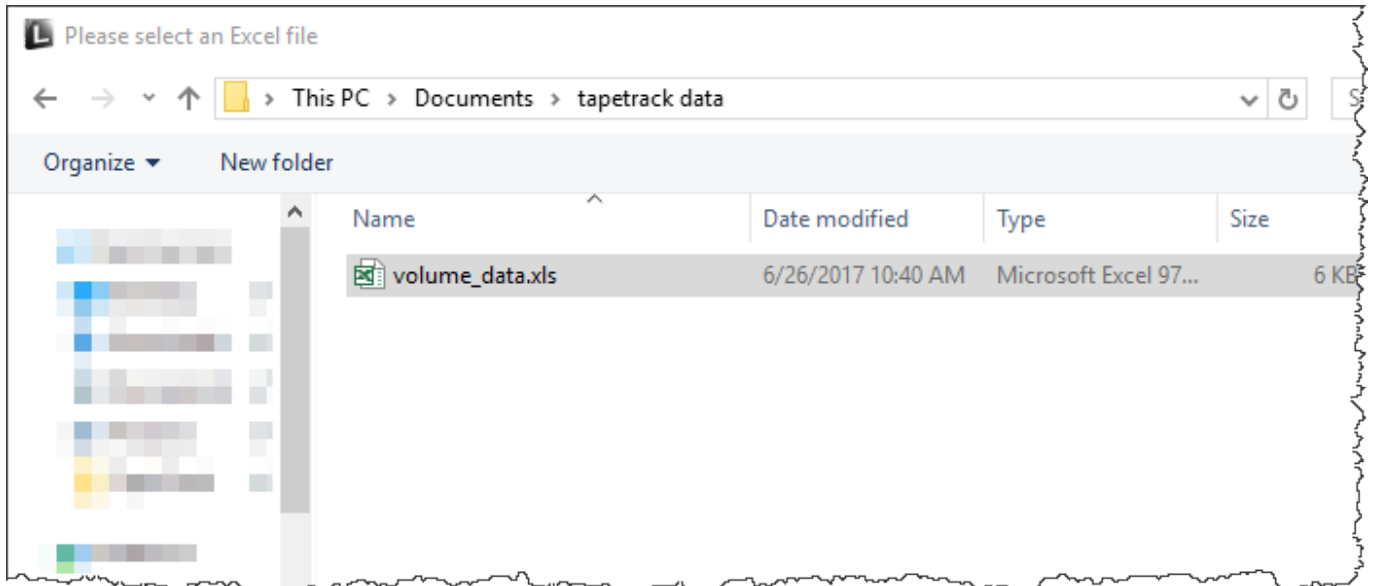 Please select an Excel file
This PC > Documents > tapetrack data
Organize New folder
Name Date modified Type Size
volume_data.xls 6/26/2017 10:40 AM Microsoft Excel 97... 6 KB